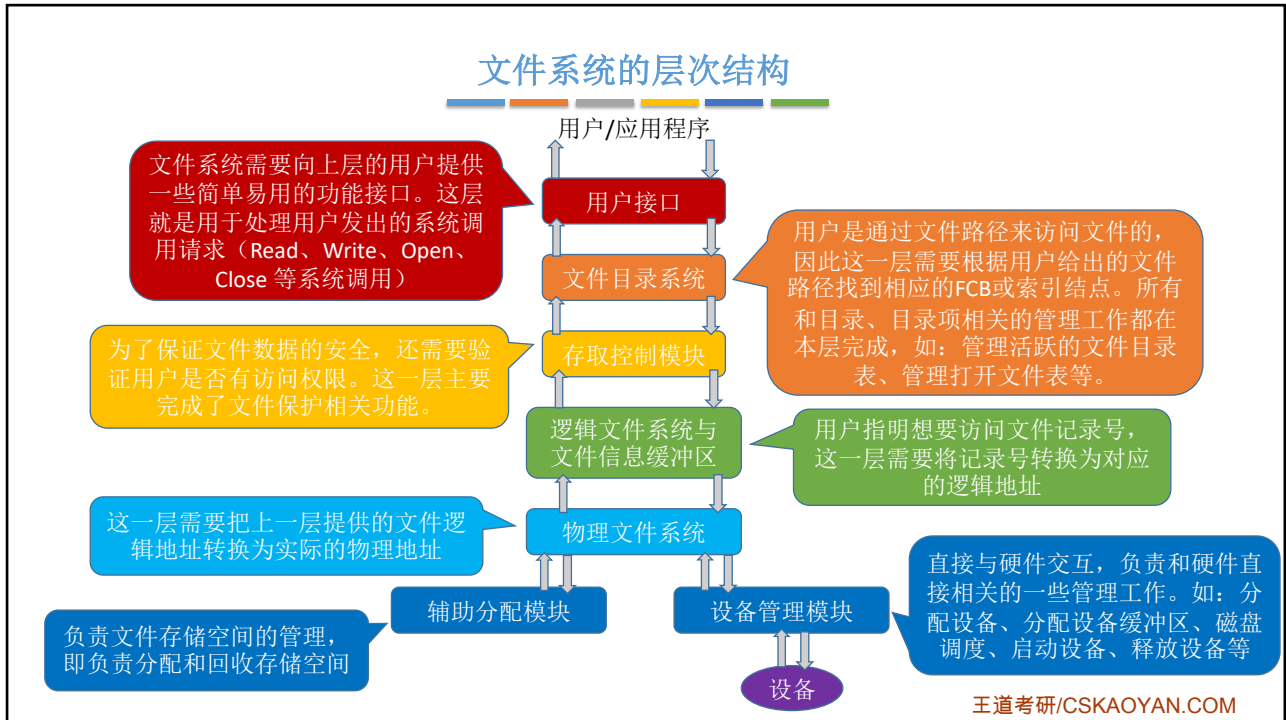 文件系统的层次结构
用户/应用程序
文件系统需要向上层的用户提供
一些简单易用的功能接口。这层
就是用于处理用户发出的系统调
用请求（Read、Write、Open、
Close 等系统调用）
用户接口
用户是通过文件路径来访问文件的，
因此这一层需要根据用户给出的文件
路径找到相应的FCB或索引结点。所有
和目录、目录项相关的管理工作都在
本层完成，如：管理活跃的文件目录
表、管理打开文件表等。
文件目录系统
为了保证文件数据的安全，还需要验
证用户是否有访问权限。这一层主要
完成了文件保护相关功能。
存取控制模块
逻辑文件系统与
文件信息缓冲区
用户指明想要访问文件记录号，
这一层需要将记录号转换为对应
的逻辑地址
这一层需要把上一层提供的文件逻
辑地址转换为实际的物理地址
物理文件系统
直接与硬件交互，负责和硬件直
接相关的一些管理工作。如：分
配设备、分配设备缓冲区、磁盘
调度、启动设备、释放设备等
辅助分配模块
设备管理模块
负责文件存储空间的管理，
即负责分配和回收存储空间
设备
王道考研/CSKAOYAN.COM